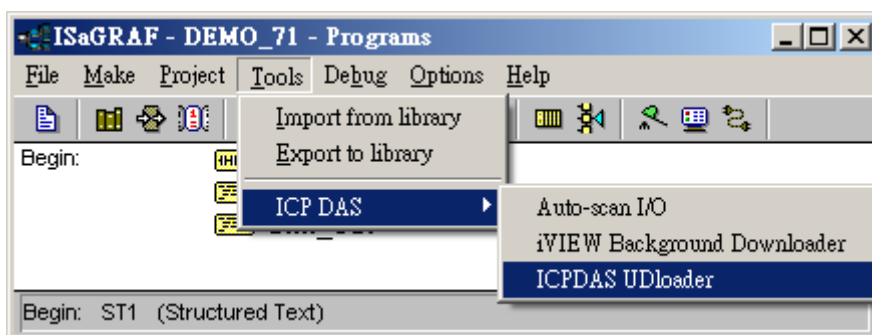 ISaGRAF - DEMO_71 - Programs
File Make Project Tools Debug Options Help
Import from library
Export to library
Begin:
ICP DAS
Auto-scan I/O
iVIEW Background Downloader
ICPDAS UDloader
Begin: ST1 (Structured Text)